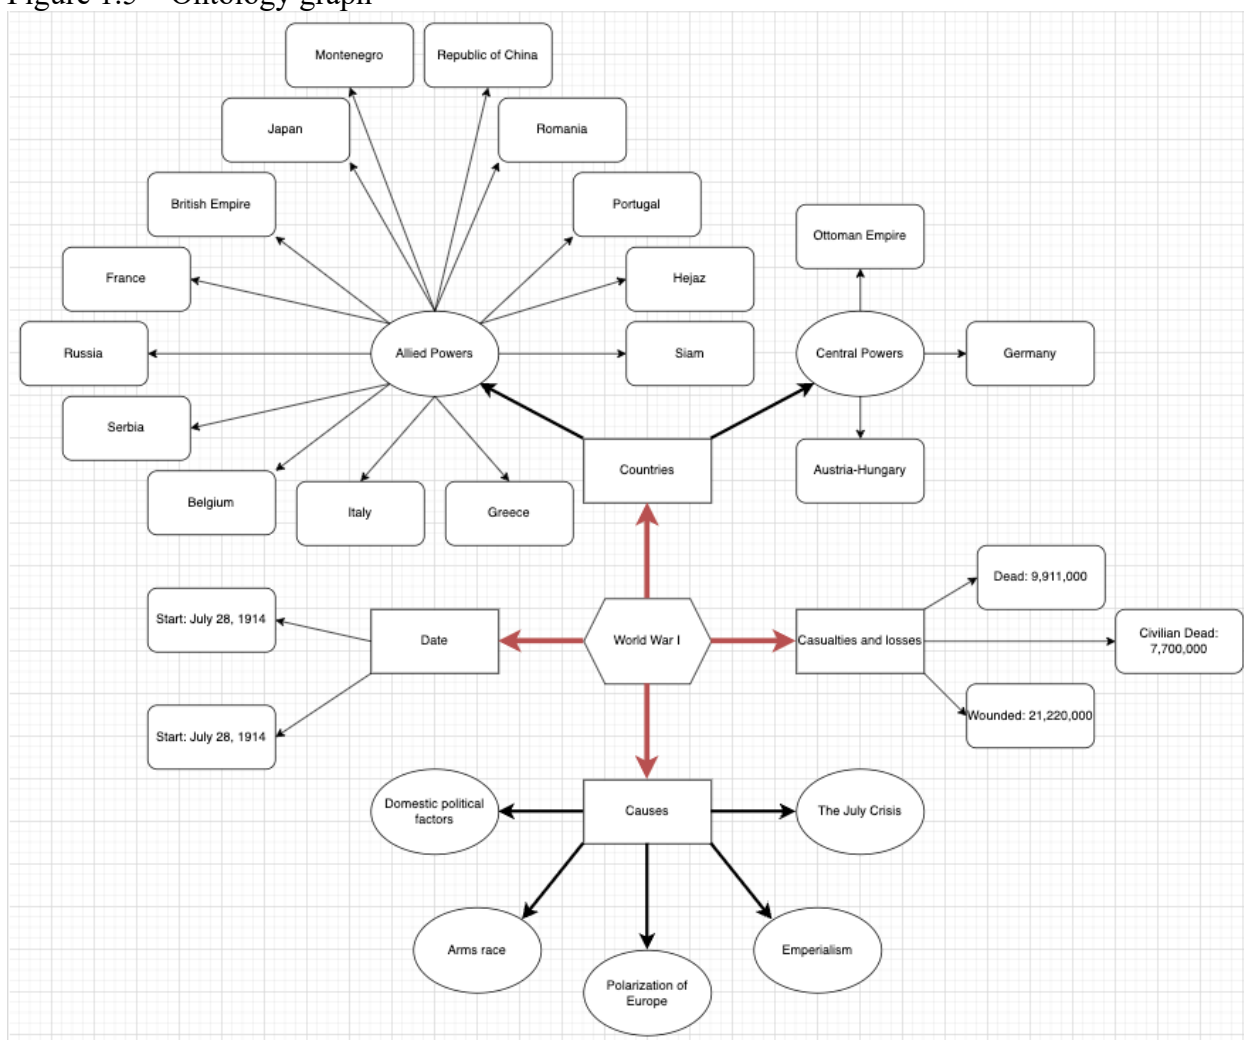 Figure 1.5 – Ontology graph
Montenegro
Republic of China
Japan
Romania
British Empire
Portugal
Ottoman Empire
France
Hejaz
Russia
Allied Powers
Siam
Central Powers
Germany
Serbia
Countries
Austria-Hungary
Belgium
Italy
Greece
Dead: 9,911,000
Start: July 28, 1914
Date
World War I
Casualties and losses
Civilian Dead:
7,700,000
Wounded: 21,220,000
Start: July 28, 1914
Domestic political
factors
Causes
The July Crisis
Arms race
Emperialism
Polarization of
Europe